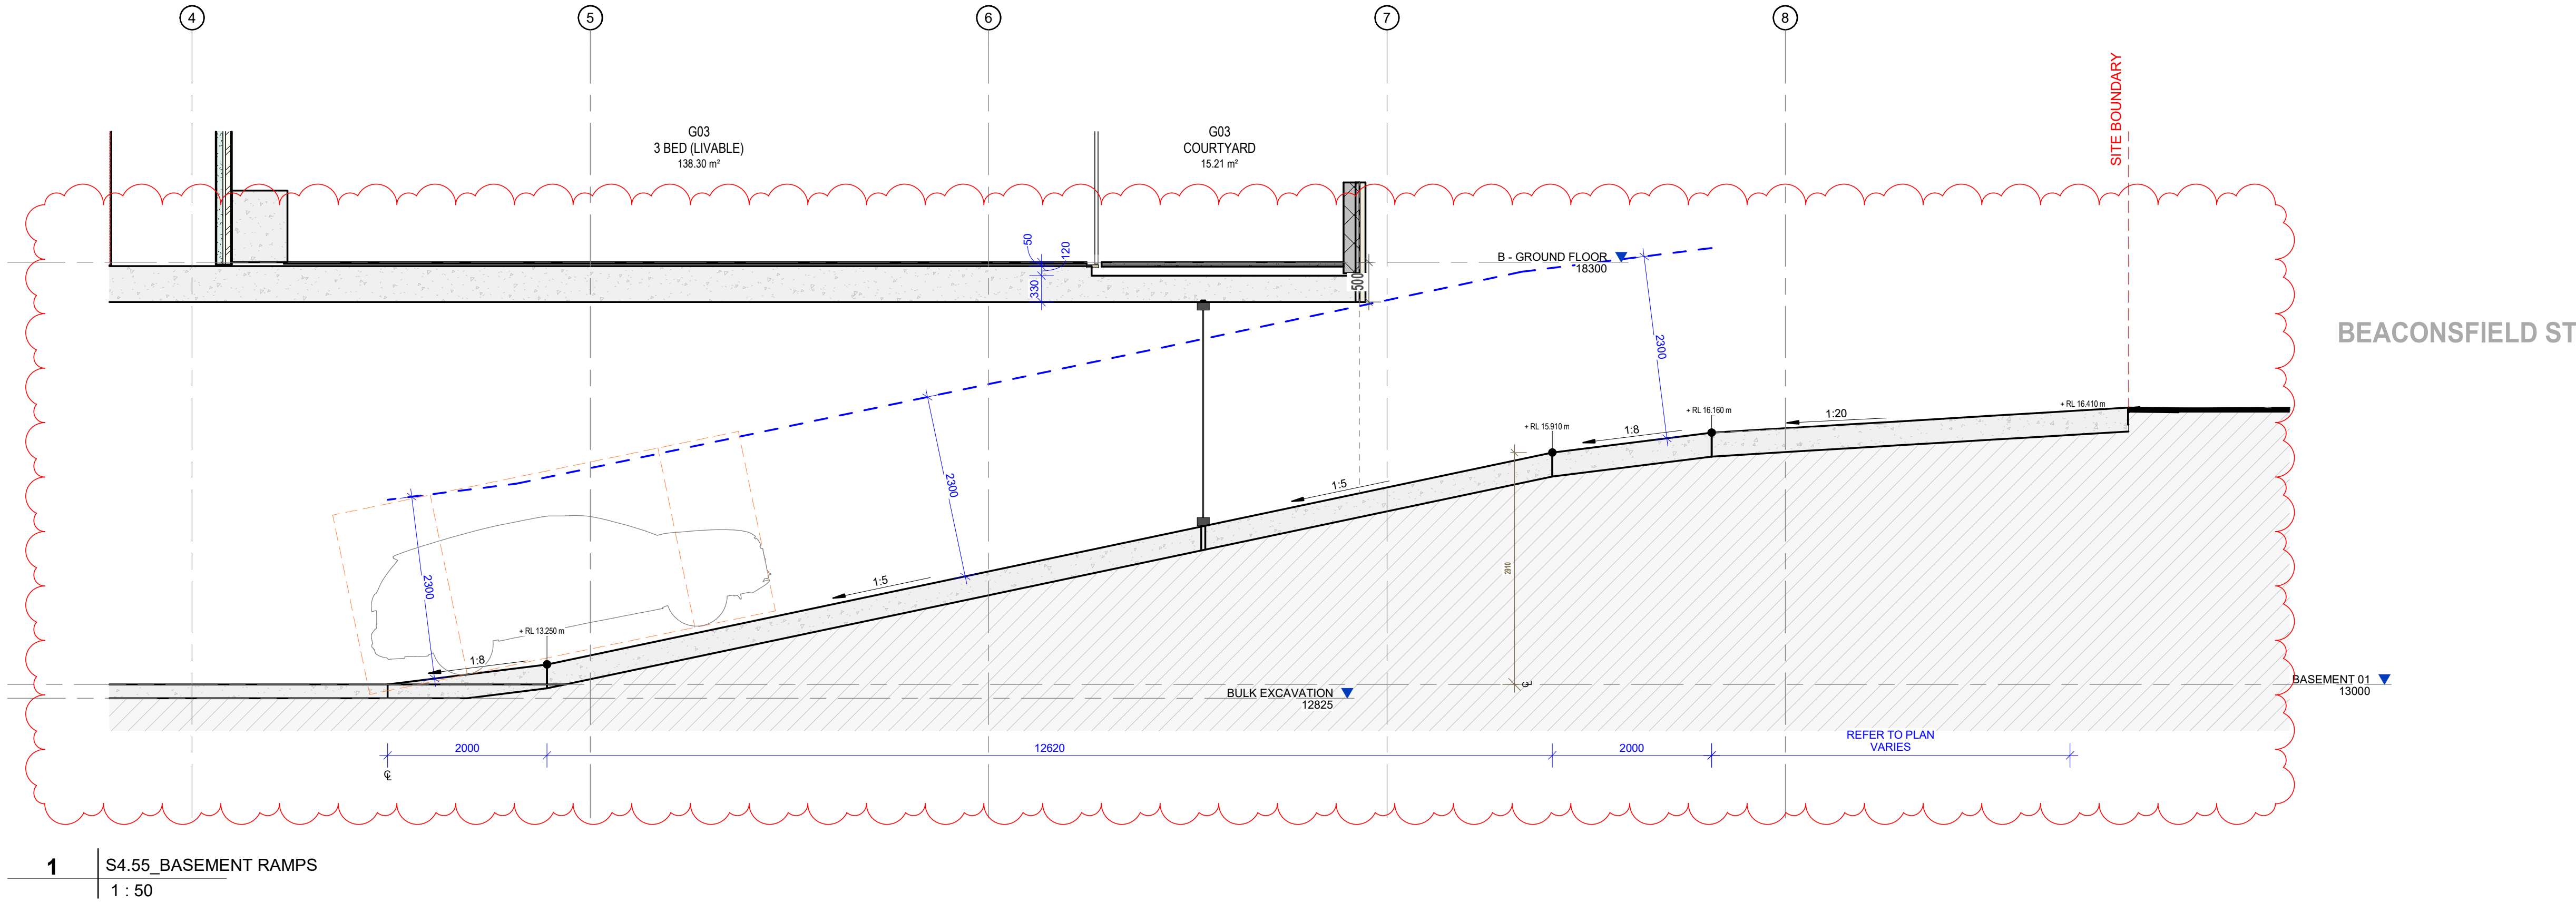 4
5
6
7
8
SITE BOUNDARY
G03
3 BED (LIVABLE)
138.30 m²
G03
COURTYARD
15.21 m²
50
120
330
500
B - GROUND FLOOR
18300
2300
BEACONSFIELD ST
+ RL 16.410 m
+ RL 16.160 m
1:20
+ RL 15.910 m
1:8
2300
1:5
2910
2300
1:5
+ RL 13.250 m
1:8
BULK EXCAVATION
12825
BASEMENT 01
13000
2000
12620
2000
REFER TO PLAN
VARIES
1
S4.55_BASEMENT RAMPS
1 : 50